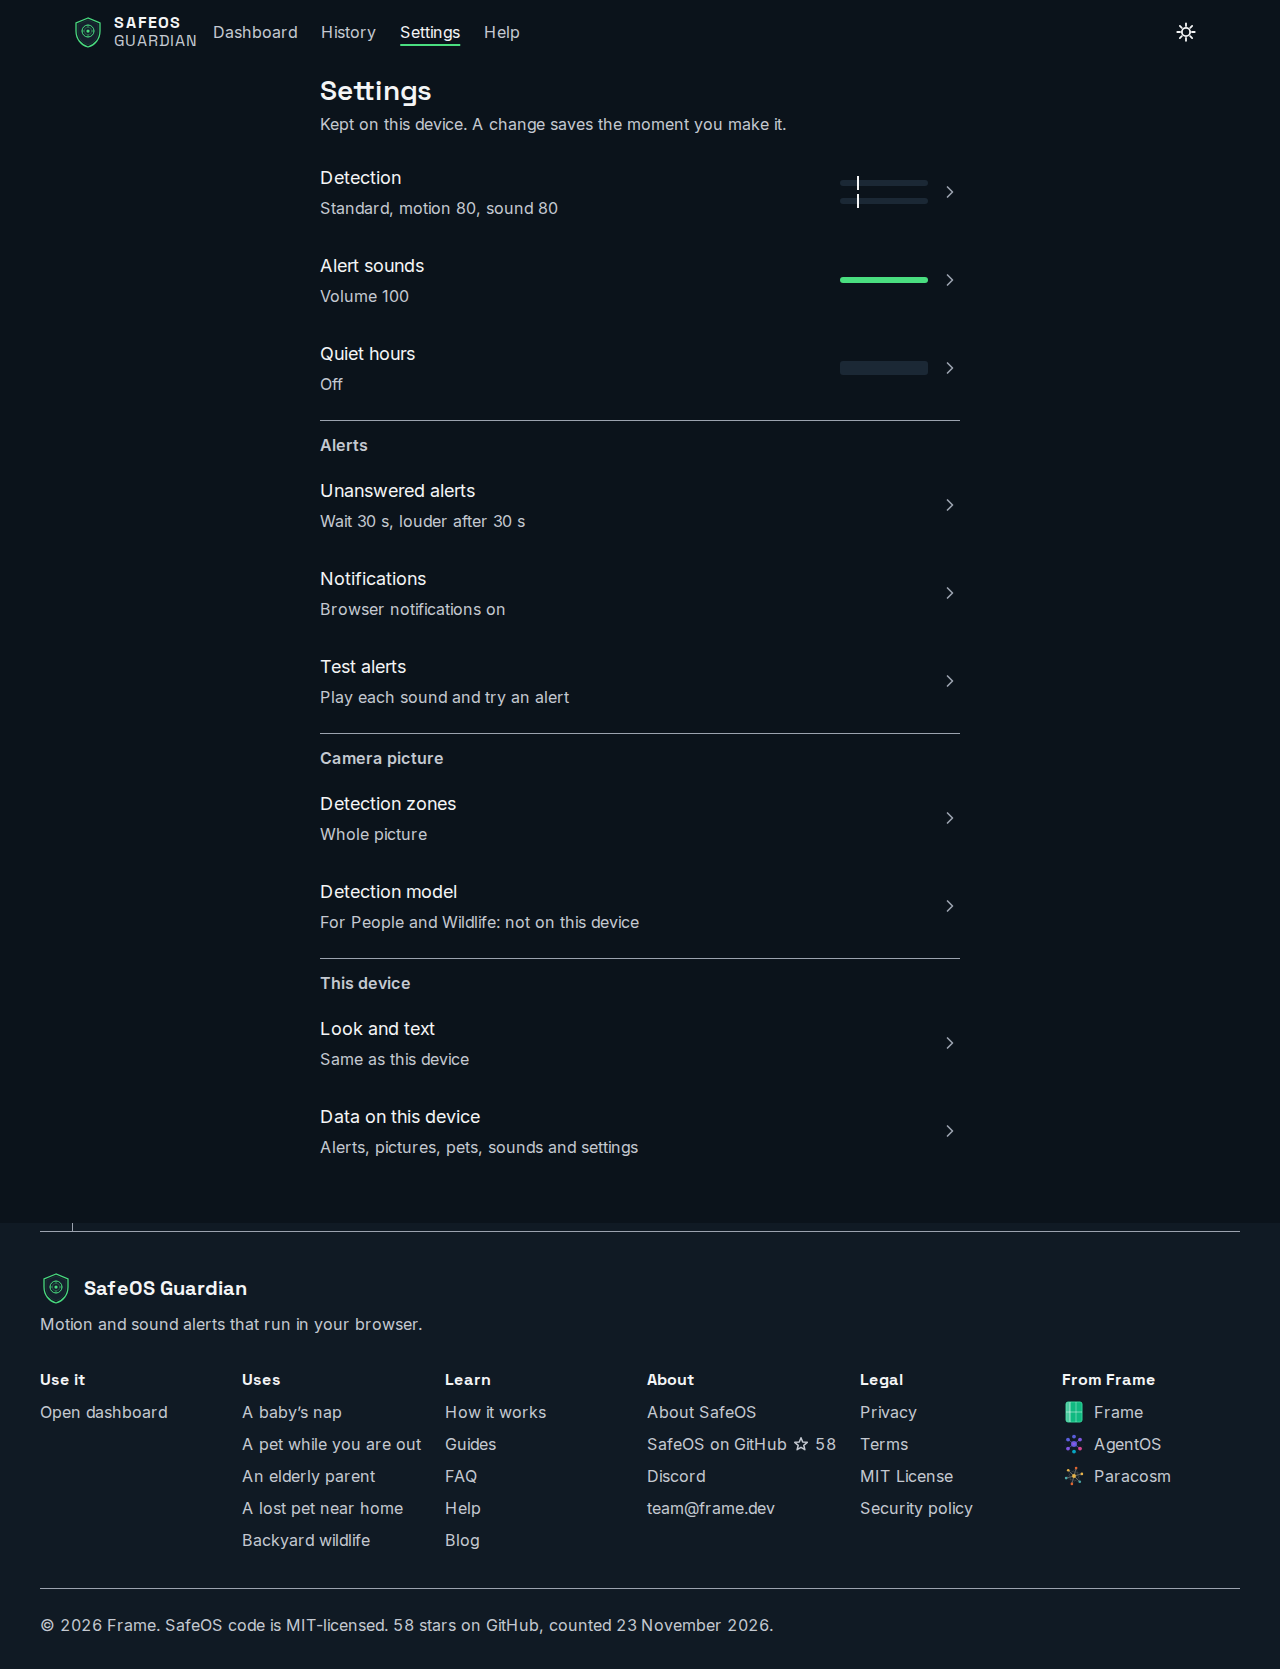 SAFEOS
GUARDIAN
Dashboard
History
Settings
Help
Settings
Kept on this device. A change saves the moment you make it.
Detection
Standard, motion 80, sound 80
Alert sounds
Volume 100
Quiet hours
Off
Alerts
Unanswered alerts
Wait 30 s, louder after 30 s
Notifications
Browser notifications on
Test alerts
Play each sound and try an alert
Camera picture
Detection zones
Whole picture
Detection model
For People and Wildlife: not on this device
This device
Look and text
Same as this device
Data on this device
Alerts, pictures, pets, sounds and settings
SafeOS Guardian
Motion and sound alerts that run in your browser.
Use it
Open dashboard
Uses
A baby’s nap
A pet while you are out
An elderly parent
A lost pet near home
Backyard wildlife
Learn
How it works
Guides
FAQ
Help
Blog
About
About SafeOS
SafeOS on GitHub ☆ 58
Discord
team@frame.dev
Legal
Privacy
Terms
MIT License
Security policy
From Frame
Frame
AgentOS
Paracosm
© 2026 Frame. SafeOS code is MIT-licensed. 58 stars on GitHub, counted 23 November 2026.